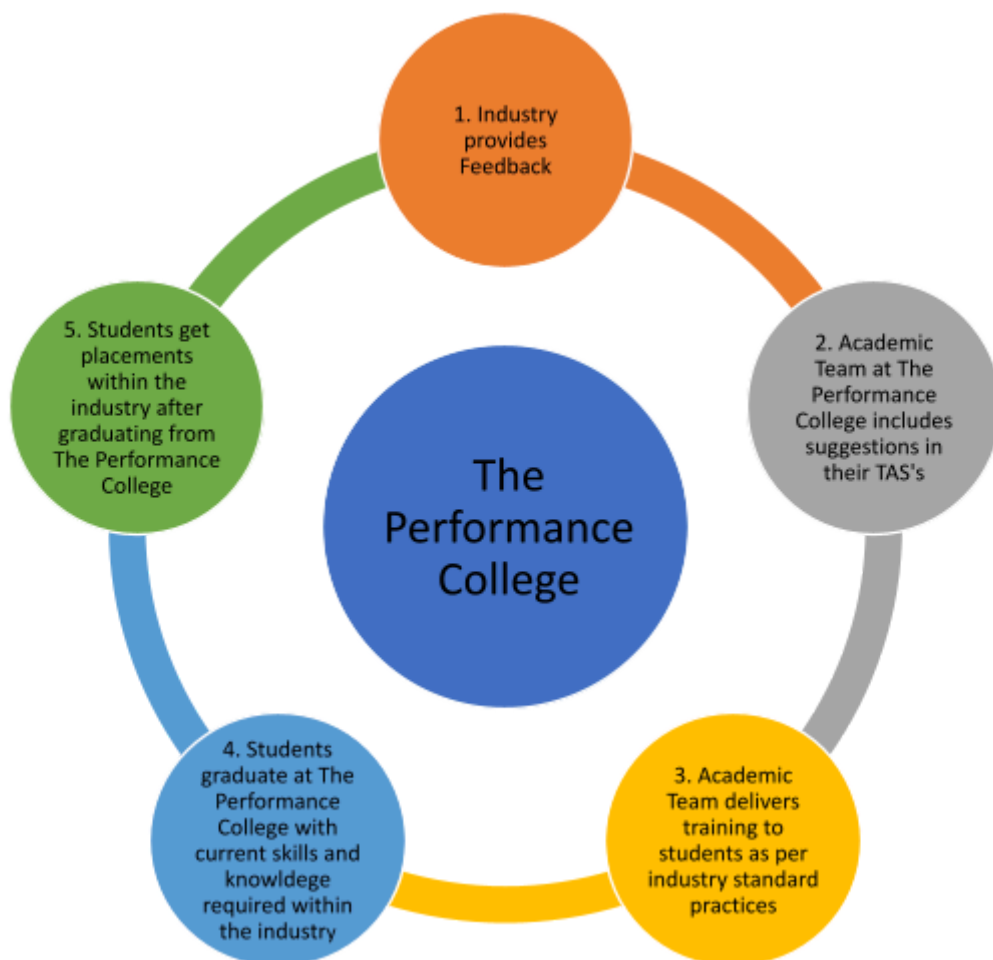 1. Industry
provides
Feedback
2. Academic
Team at The
Performance
College includes
suggestions in
their TAS's
3. Academic
Team delivers
training to
students as per
industry standard
practices
4. Students
graduate at The
Performance
College with
current skills and
knowldege
required within
the industry
5. Students get
placements
within the
industry after
graduating from
The Performance
College
The
Performance
College